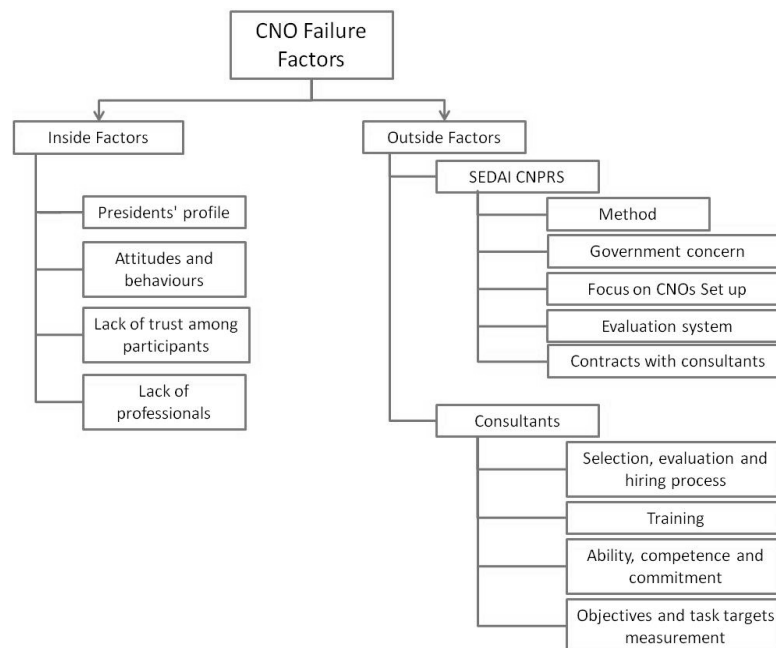 CNO Failure
Factors
Inside Factors
Outside Factors
SEDAI CNPRS
Presidents' profile
Method
Attitudes and
behaviours
Government concern
Focus on CNOs Set up
Lack of trust among
participants
Evaluation system
Contracts with consultants
Lack of
professionals
Consultants
Selection, evaluation and
hiring process
Training
Ability, competence and
commitment
Objectives and task targets
measurement